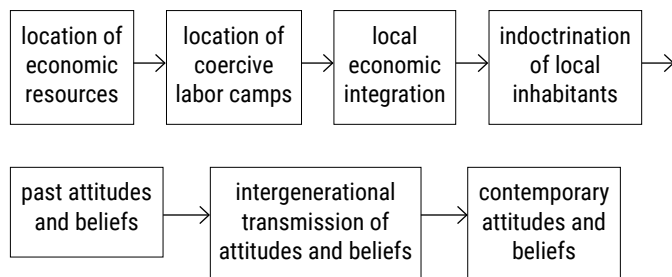 location of
economic
resources
location of
coercive
labor camps
local
economic
integration
indoctrination
of local
inhabitants
past attitudes
and beliefs
intergenerational
transmission of
attitudes and beliefs
contemporary
attitudes and
beliefs